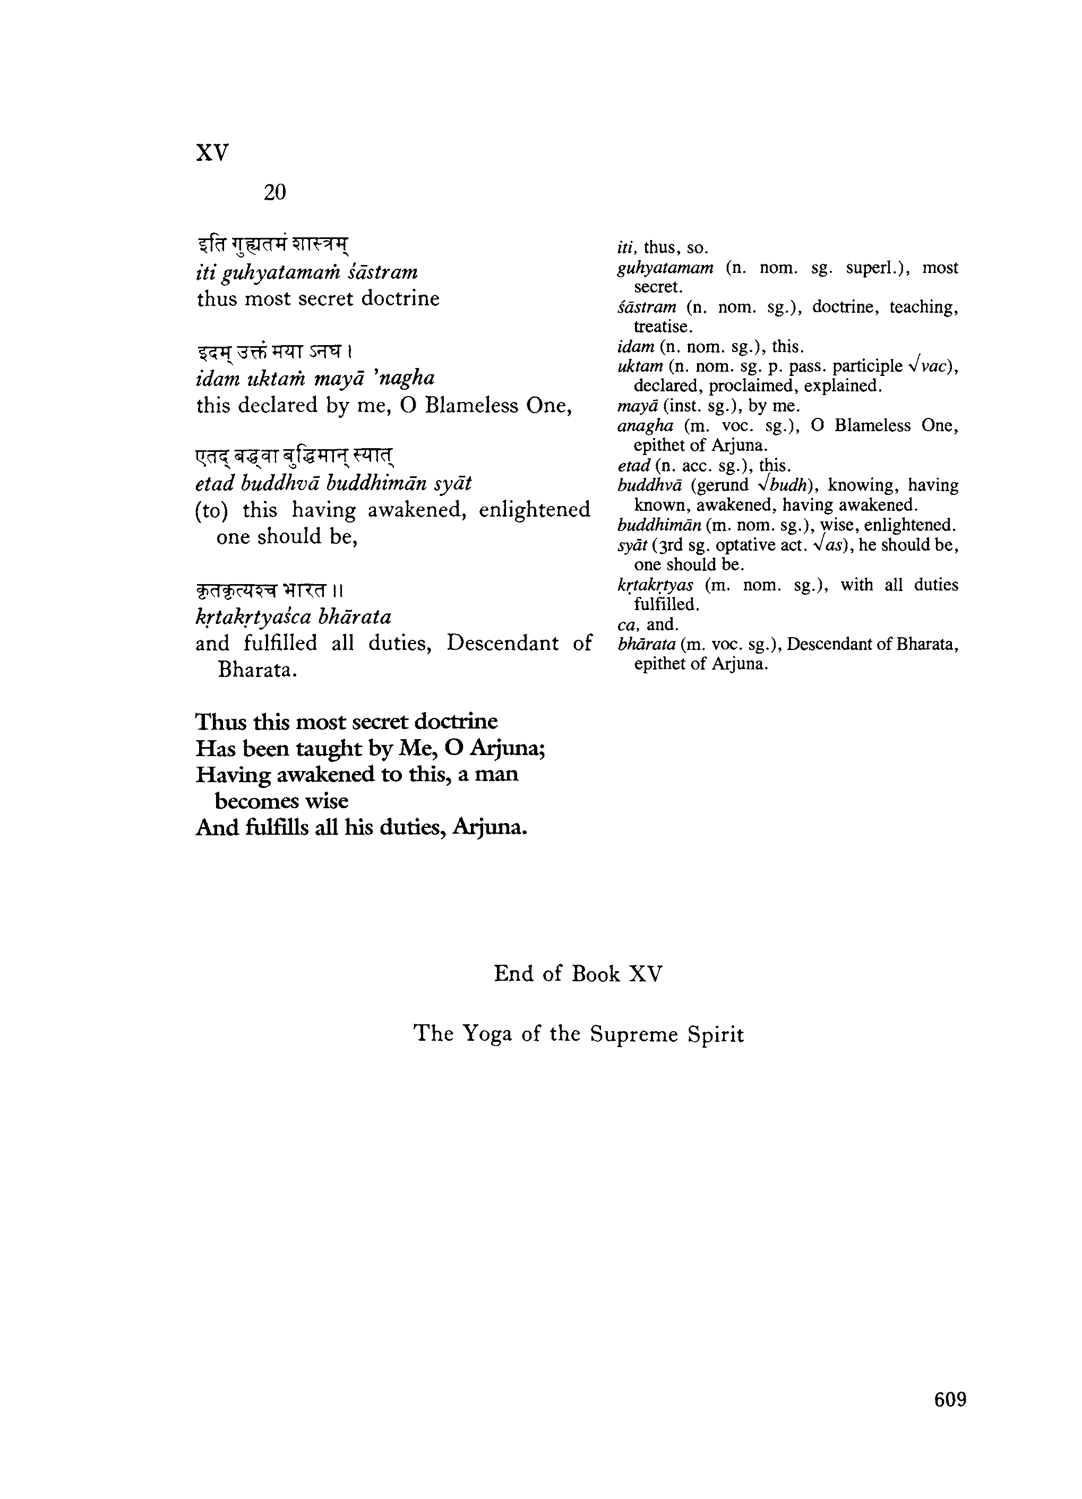 XV
20
इति गुह्यतमं शास्त्रम्
iti guhyatamaṁ śāstram
thus most secret doctrine
इदम् उक्तं मया ऽनघ ।
idam uktaṁ mayā 'nagha
this declared by me, O Blameless One,
एतद् बद्ध्वा बुद्धिमान् स्यात्
etad buddhvā buddhimān syāt
(to) this having awakened, enlightened
one should be,
कृतकृत्यश्च भारत ॥
kṛtakṛtyaśca bhārata
and fulfilled all duties, Descendant of
Bharata.
Thus this most secret doctrine
Has been taught by Me, O Arjuna;
Having awakened to this, a man
becomes wise
And fulfills all his duties, Arjuna.
iti, thus, so.
guhyatamam (n. nom. sg. superl.), most
secret.
śāstram (n. nom. sg.), doctrine, teaching,
treatise.
idam (n. nom. sg.), this.
uktam (n. nom. sg. p. pass. participle √vac),
declared, proclaimed, explained.
mayā (inst. sg.), by me.
anagha (m. voc. sg.), O Blameless One,
epithet of Arjuna.
etad (n. acc. sg.), this.
buddhvā (gerund √budh), knowing, having
known, awakened, having awakened.
buddhimān (m. nom. sg.), wise, enlightened.
syāt (3rd sg. optative act. √as), he should be,
one should be.
kṛtakṛtyas (m. nom. sg.), with all duties
fulfilled.
ca, and.
bhārata (m. voc. sg.), Descendant of Bharata,
epithet of Arjuna.
End of Book XV
The Yoga of the Supreme Spirit
609